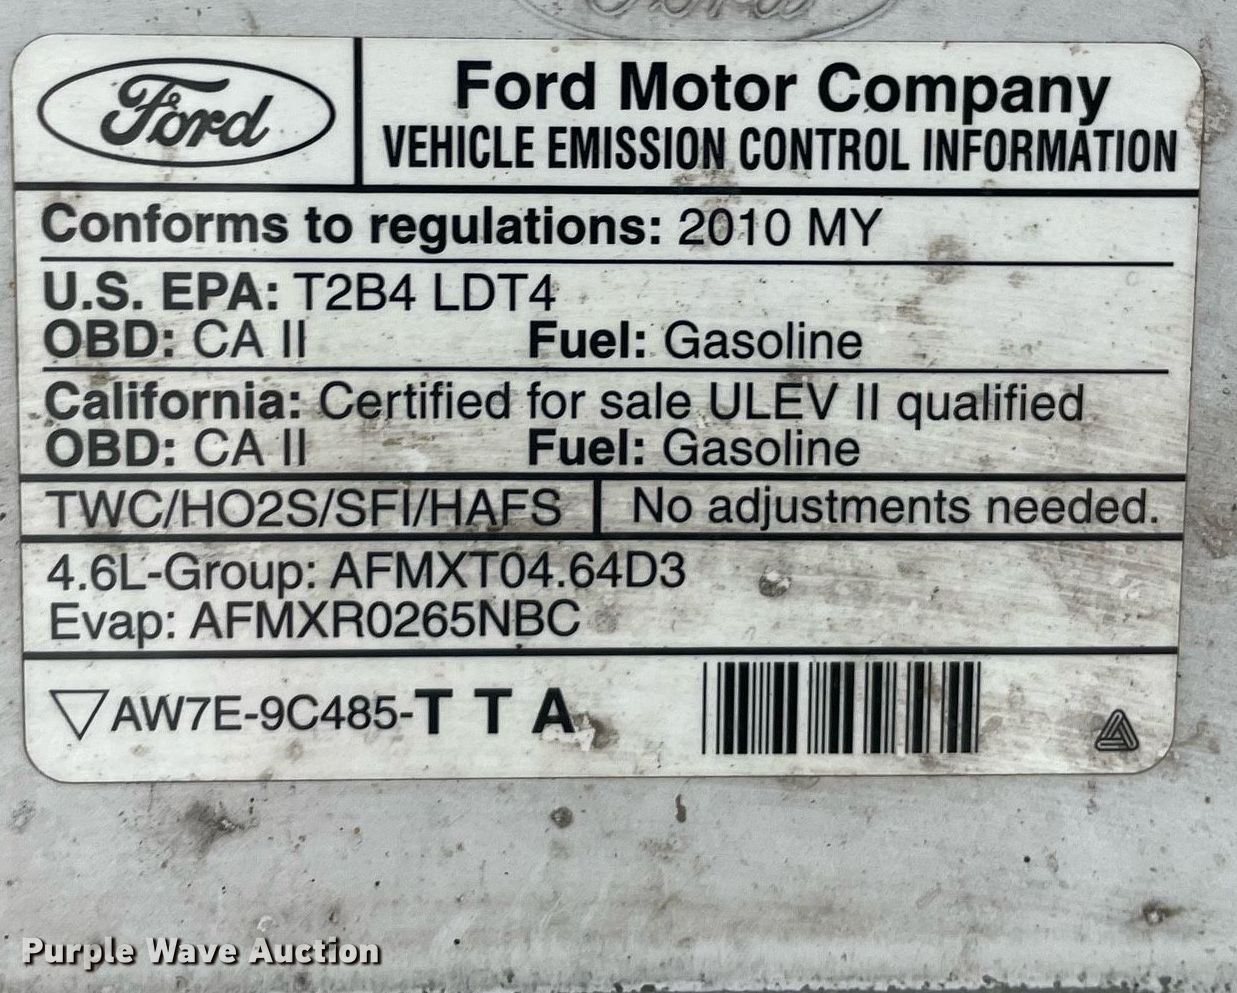 Ford
Ford
Ford Motor Company
VEHICLE EMISSION CONTROL INFORMATION
Conforms to regulations: 2010 MY
U.S. EPA: T2B4 LDT4
OBD: CA II Fuel: Gasoline
California: Certified for sale ULEV II qualified
OBD: CA II Fuel: Gasoline
TWC/HO2S/SFI/HAFS No adjustments needed.
4.6L-Group: AFMXT04.64D3
Evap: AFMXR0265NBC
AW7E-9C485-T T A
Purple Wave Auction